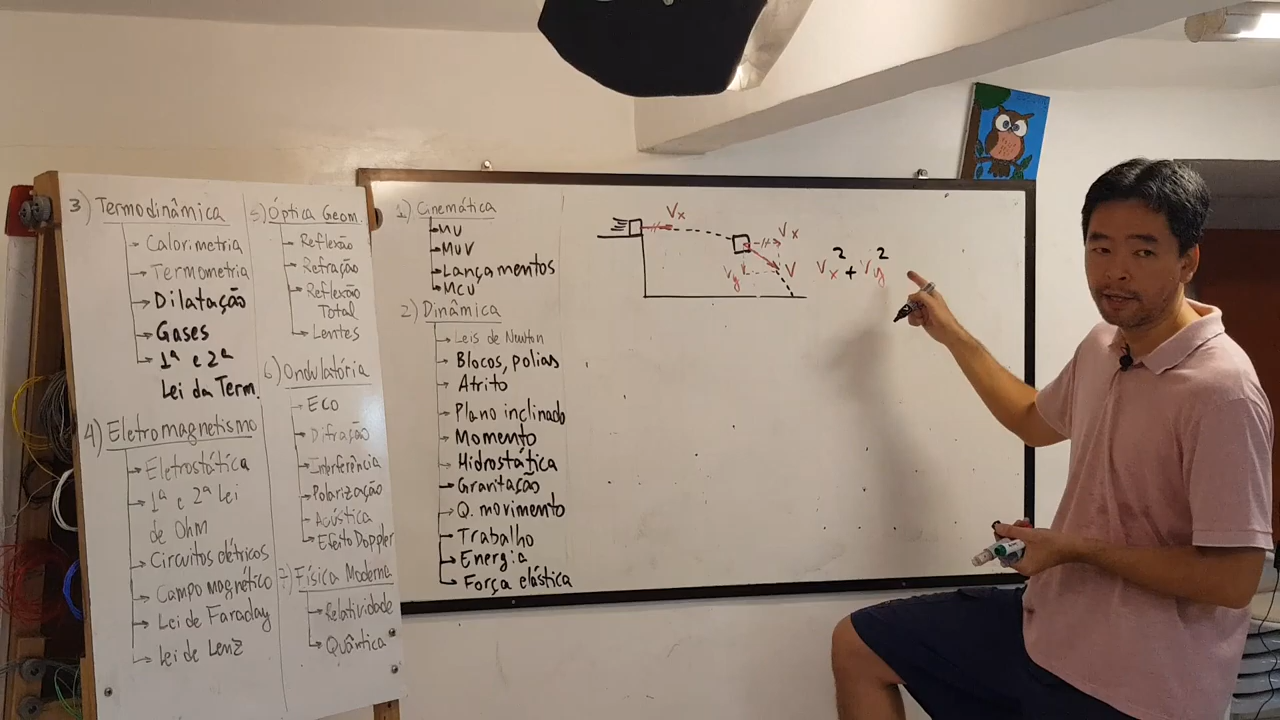 3) Termodinâmica
Calorimetria
Termometria
Dilatação
Gases
1ª e 2ª
Lei da Term.
4) Eletromagnetismo
Eletrostática
1ª e 2ª Lei
de Ohm
Circuitos elétricos
Campo magnético
Lei de Faraday
Lei de Lenz
5) Óptica Geom.
Reflexão
Refração
Reflexão
Total
Lentes
6) Ondulatória
Eco
Difração
Interferência
Polarização
Acústica
Efeito Doppler
7) Física Moderna
Relatividade
Quântica
1) Cinemática
MU
MUV
Lançamentos
MCU
2) Dinâmica
Leis de Newton
Blocos, polias
Atrito
Plano inclinado
Momento
Hidrostática
Gravitação
Q. movimento
Trabalho
Energia
Força elástica
Vx
Vx
Vy
V
Vx² + Vy²